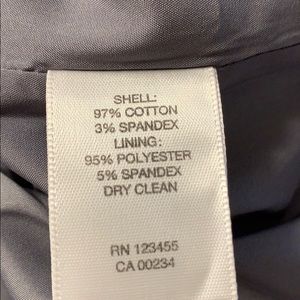 SHELL:
97% COTTON
3% SPANDEX
LINING:
95% POLYESTER
5% SPANDEX
DRY CLEAN
RN 123455
CA 00234